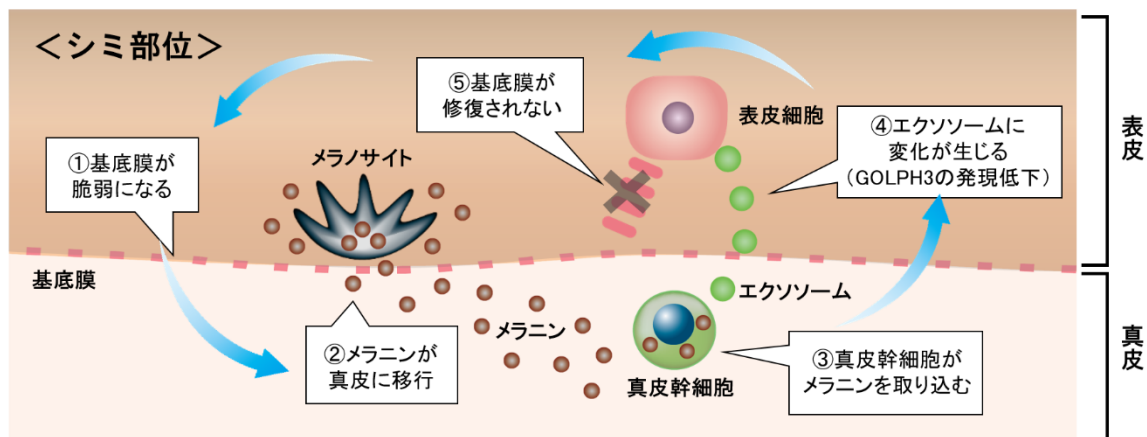 ＜シミ部位＞
①基底膜が
脆弱になる
メラノサイト
⑤基底膜が
修復されない
表皮細胞
④エクソソームに
変化が生じる
（GOLPH3の発現低下）
表皮
基底膜
②メラニンが
真皮に移行
メラニン
エクソソーム
真皮幹細胞
③真皮幹細胞が
メラニンを取り込む
真皮